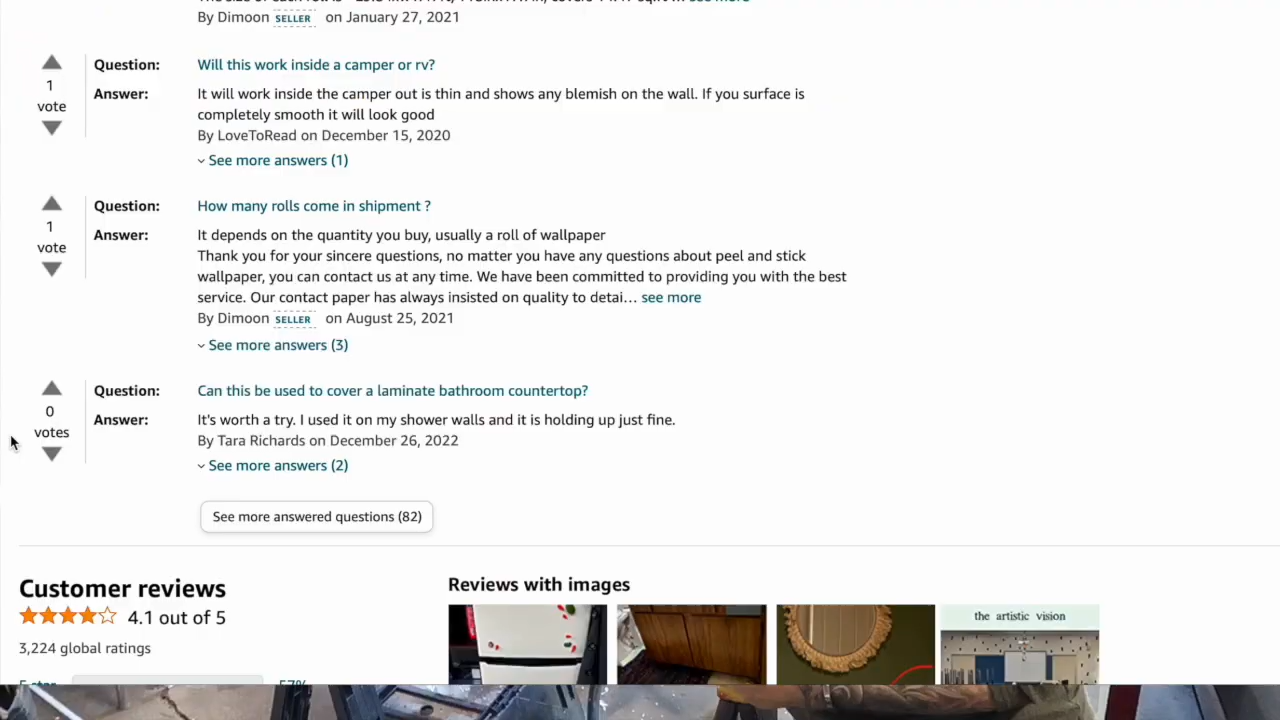 By Dimoon SELLER on January 27, 2021
1
vote
Question: Will this work inside a camper or rv?
Answer: It will work inside the camper out is thin and shows any blemish on the wall. If you surface is
completely smooth it will look good
By LoveToRead on December 15, 2020
See more answers (1)
1
vote
Question: How many rolls come in shipment ?
Answer: It depends on the quantity you buy, usually a roll of wallpaper
Thank you for your sincere questions, no matter you have any questions about peel and stick
wallpaper, you can contact us at any time. We have been committed to providing you with the best
service. Our contact paper has always insisted on quality to detai... see more
By Dimoon SELLER on August 25, 2021
See more answers (3)
0
votes
Question: Can this be used to cover a laminate bathroom countertop?
Answer: It's worth a try. I used it on my shower walls and it is holding up just fine.
By Tara Richards on December 26, 2022
See more answers (2)
See more answered questions (82)
Customer reviews
4.1 out of 5
3,224 global ratings
5 star 57%
Reviews with images
the artistic vision